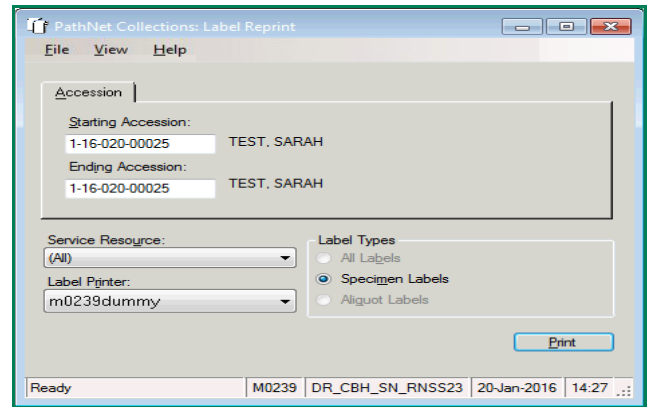 PathNet Collections: Label Reprint
File View Help
Accession
Starting Accession:
1-16-020-00025 TEST, SARAH
Ending Accession:
1-16-020-00025 TEST, SARAH
Service Resource: Label Types
(All) All Labels
Label Printer: Specimen Labels
m0239dummy Aliquot Labels
Print
Ready M0239 DR_CBH_SN_RNSS23 20-Jan-2016 14:27